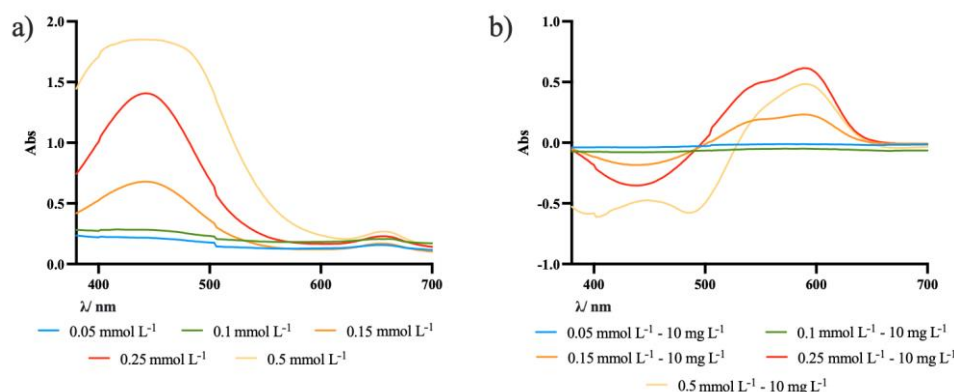 a)
2.0
1.5
1.0
0.5
0.0
Abs
400 500 600 700
λ/ nm
0.05 mmol L⁻¹ 0.1 mmol L⁻¹ 0.15 mmol L⁻¹
0.25 mmol L⁻¹ 0.5 mmol L⁻¹
b)
1.0
0.5
0.0
-0.5
-1.0
Abs
400 500 600 700
λ/ nm
0.05 mmol L⁻¹ - 10 mg L⁻¹ 0.1 mmol L⁻¹ - 10 mg L⁻¹
0.15 mmol L⁻¹ - 10 mg L⁻¹ 0.25 mmol L⁻¹ - 10 mg L⁻¹
0.5 mmol L⁻¹ - 10 mg L⁻¹